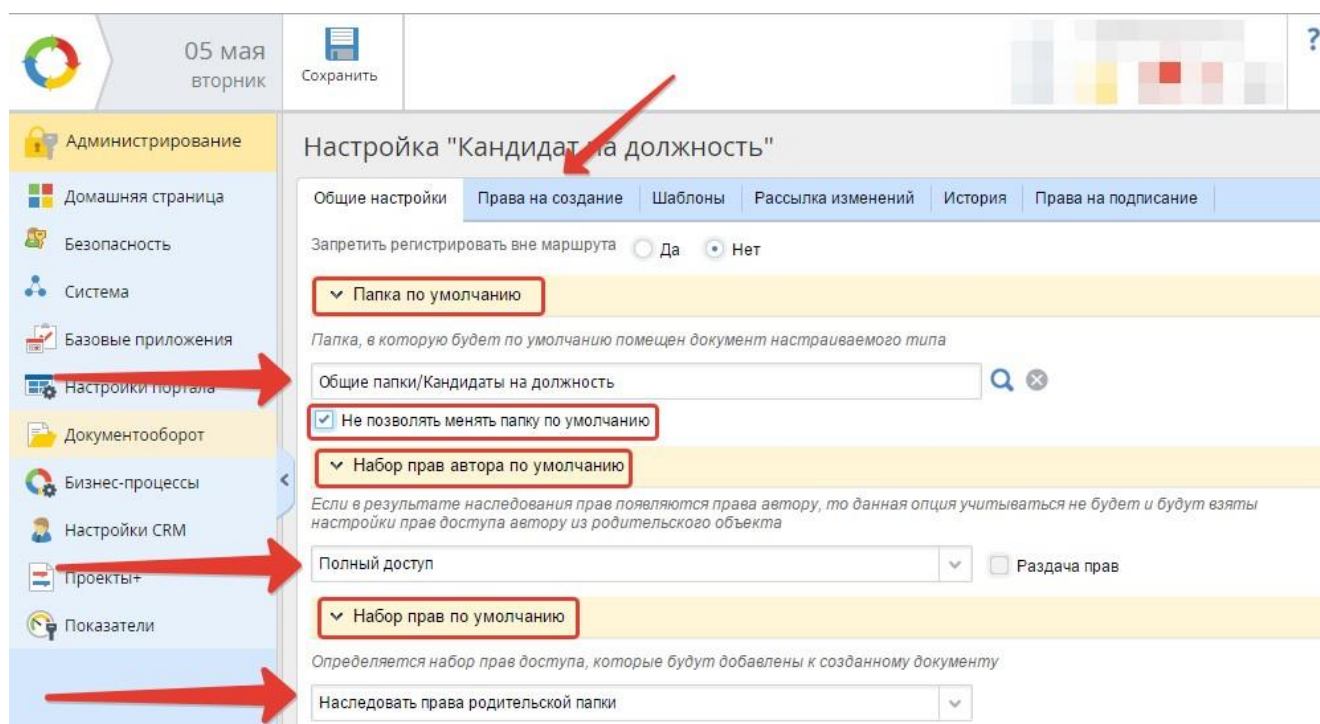 05 мая
вторник
Сохранить
?
Администрирование
Домашняя страница
Безопасность
Система
Базовые приложения
Настройки портала
Документооборот
Бизнес-процессы
Настройки CRM
Проекты+
Показатели
Настройка "Кандидат на должность"
Общие настройки Права на создание Шаблоны Рассылка изменений История Права на подписание
Запретить регистрировать вне маршрута Да Нет
Папка по умолчанию
Папка, в которую будет по умолчанию помещен документ настраиваемого типа
Общие папки/Кандидаты на должность
Не позволять менять папку по умолчанию
Набор прав автора по умолчанию
Если в результате наследования прав появляются права автору, то данная опция учитываться не будет и будут взяты
настройки прав доступа автору из родительского объекта
Полный доступ Раздача прав
Набор прав по умолчанию
Определяется набор прав доступа, которые будут добавлены к созданному документу
Наследовать права родительской папки